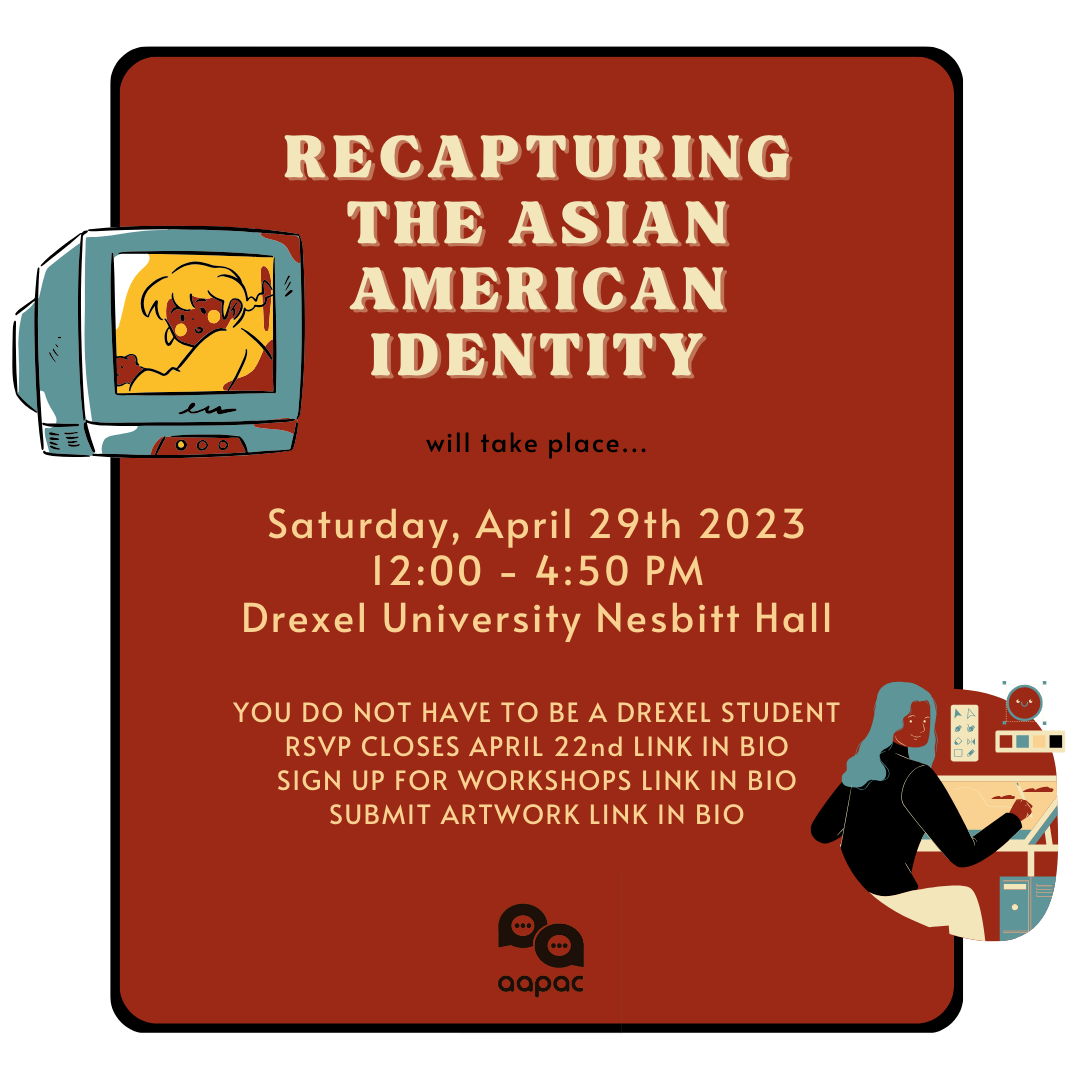 RECAPTURING
THE ASIAN
AMERICAN
IDENTITY
will take place...
Saturday, April 29th 2023
12:00 - 4:50 PM
Drexel University Nesbitt Hall
YOU DO NOT HAVE TO BE A DREXEL STUDENT
RSVP CLOSES APRIL 22nd LINK IN BIO
SIGN UP FOR WORKSHOPS LINK IN BIO
SUBMIT ARTWORK LINK IN BIO
aapac